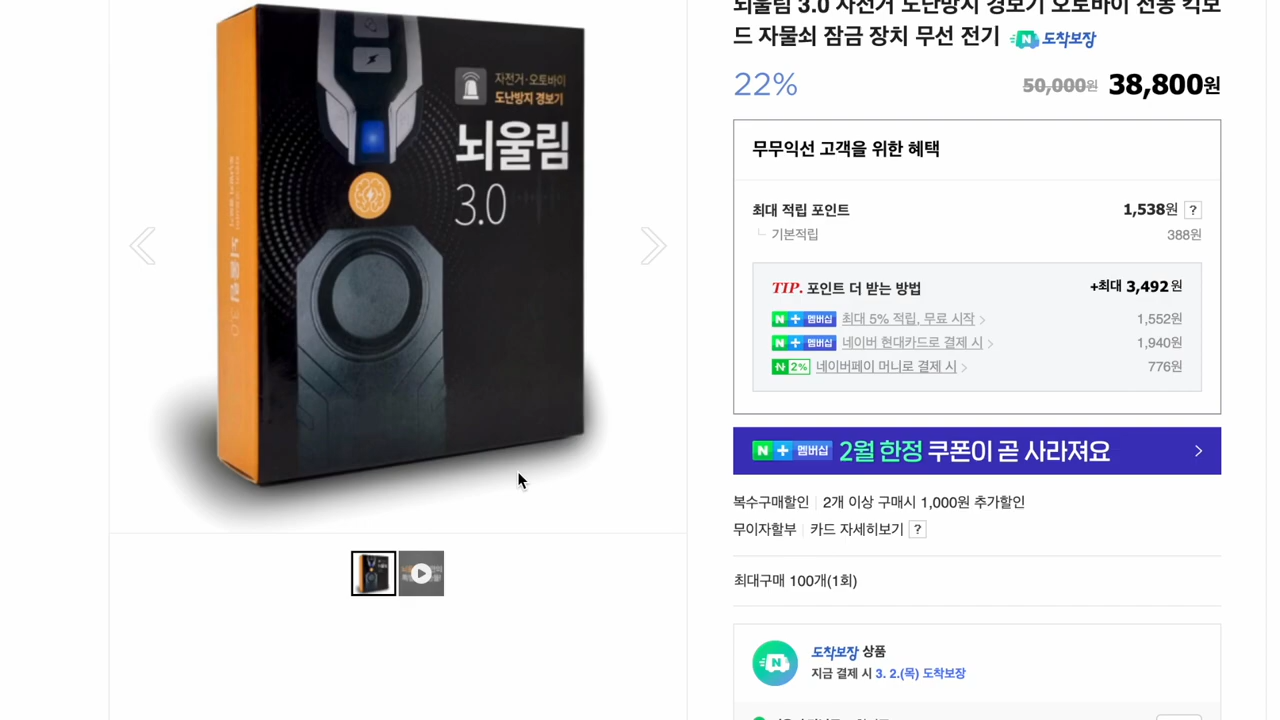 뇌울림 3.0 자전거 도난방지 경보기 오토바이 전동 킥보
드 자물쇠 잠금 장치 무선 전기 N 도착보장
22% 50,000원 38,800원
무무익선 고객을 위한 혜택
최대 적립 포인트 1,538원 ?
기본적립 388원
TIP. 포인트 더 받는 방법 +최대 3,492원
N + 멤버십 최대 5% 적립, 무료 시작 1,552원
N + 멤버십 네이버 현대카드로 결제 시 1,940원
N 2% 네이버페이 머니로 결제 시 776원
N + 멤버십 2월 한정 쿠폰이 곧 사라져요
복수구매할인 2개 이상 구매시 1,000원 추가할인
무이자할부 카드 자세히보기 ?
최대구매 100개(1회)
N 도착보장 상품
지금 결제 시 3. 2.(목) 도착보장
자전거·오토바이
도난방지 경보기
뇌울림
3.0
뇌울림 3.0